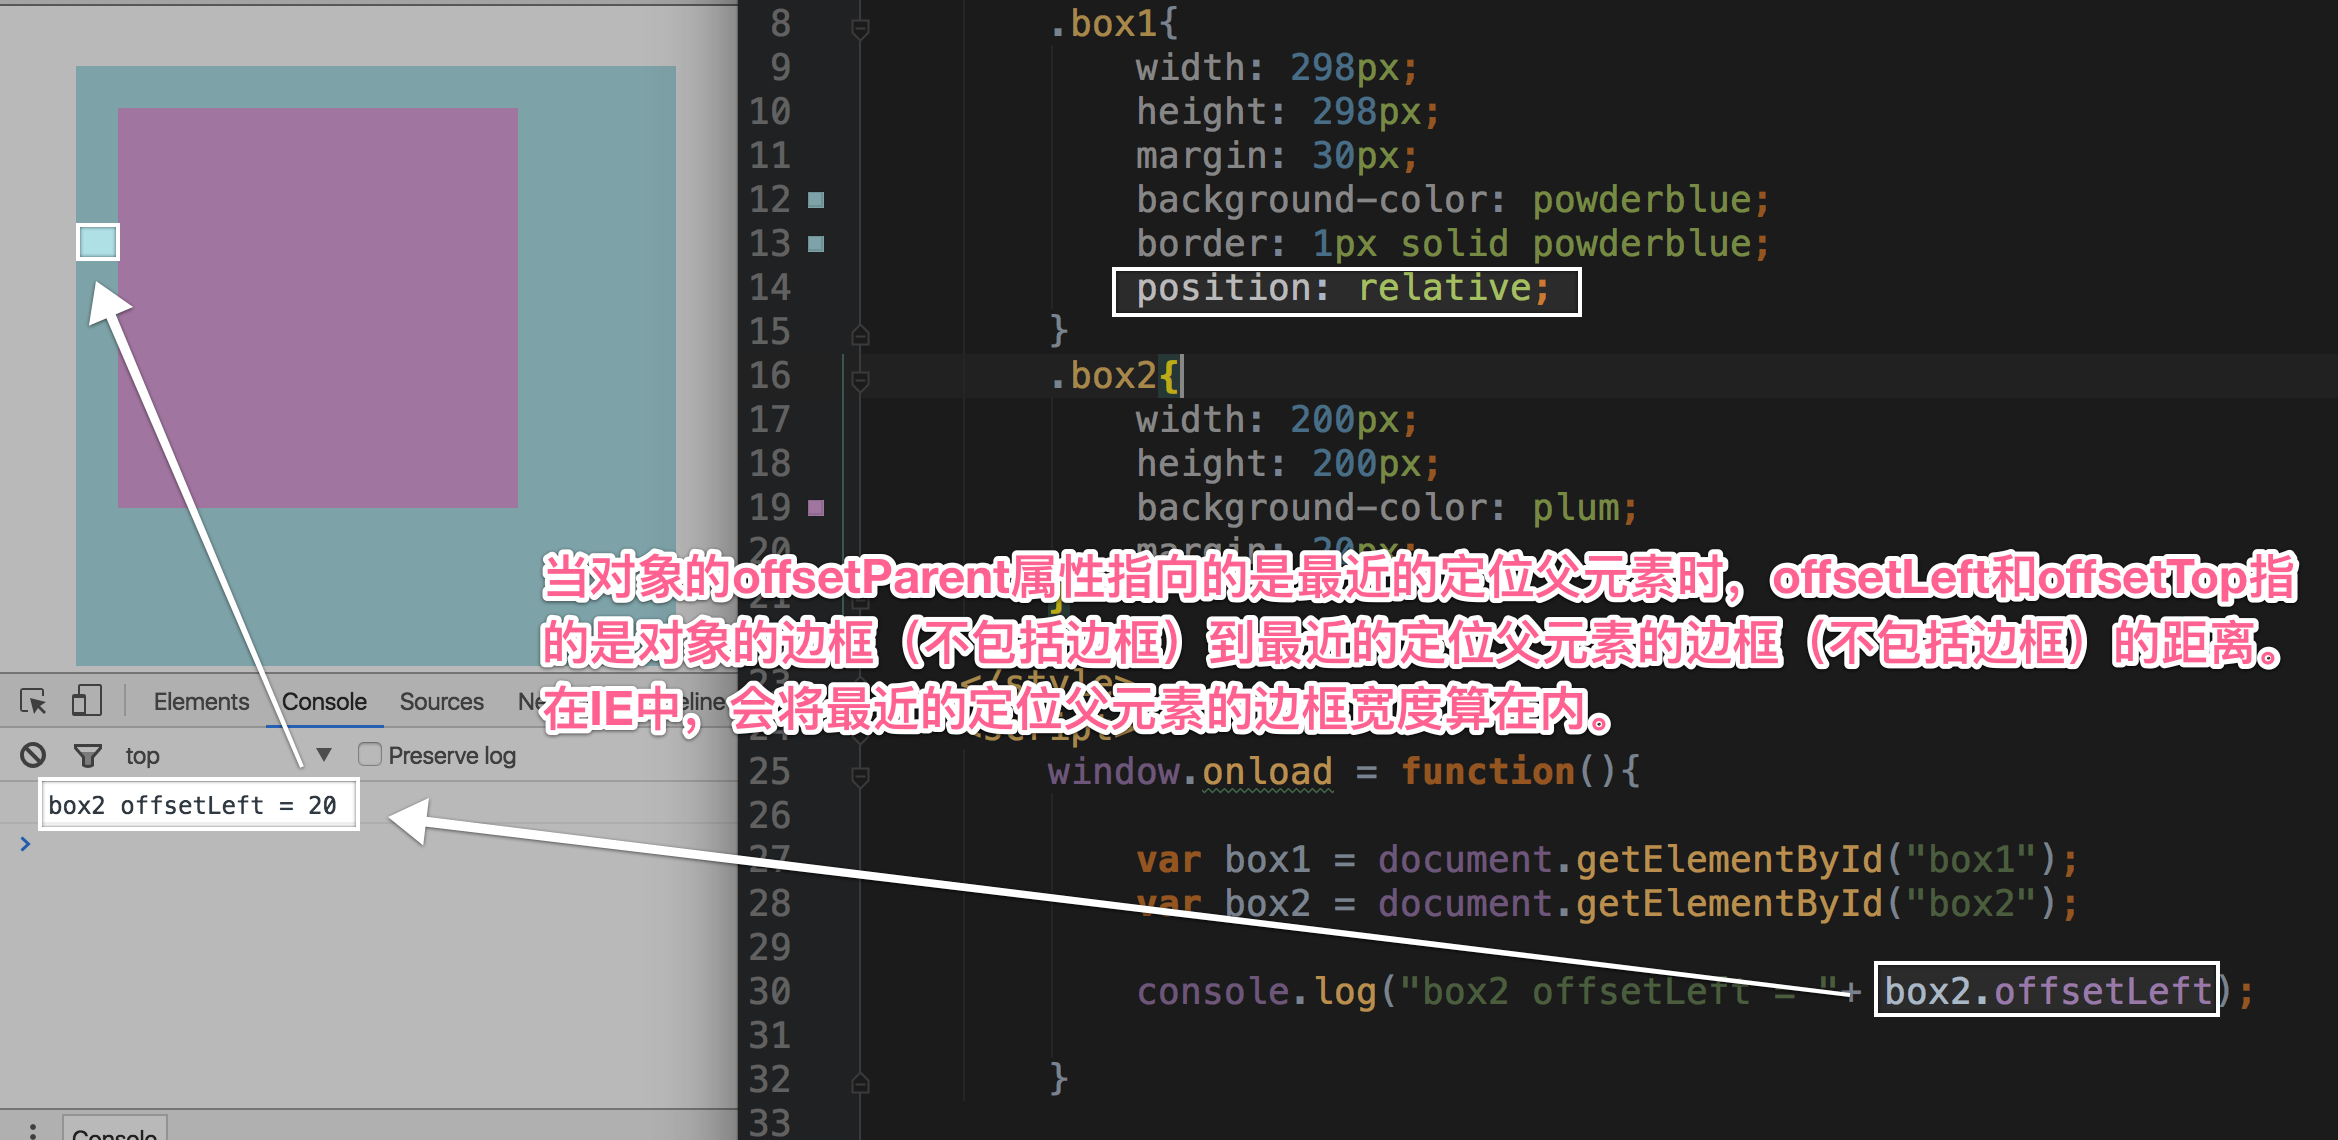 8 .box1{
9 width: 298px;
10 height: 298px;
11 margin: 30px;
12 background-color: powderblue;
13 border: 1px solid powderblue;
14 position: relative;
15 }
16 .box2{
17 width: 200px;
18 height: 200px;
19 background-color: plum;
20 margin: 20px;
21 }
当对象的offsetParent属性指向的是最近的定位父元素时，offsetLeft和offsetTop指
的是对象的边框（不包括边框）到最近的定位父元素的边框（不包括边框）的距离。
在IE中，会将最近的定位父元素的边框宽度算在内。
23 </style>
24 <script>
25 window.onload = function(){
26
27 var box1 = document.getElementById("box1");
28 var box2 = document.getElementById("box2");
29
30 console.log("box2 offsetLeft = "+ box2.offsetLeft);
31
32 }
33
Elements Console Sources
top ▼ Preserve log
box2 offsetLeft = 20
>
Console